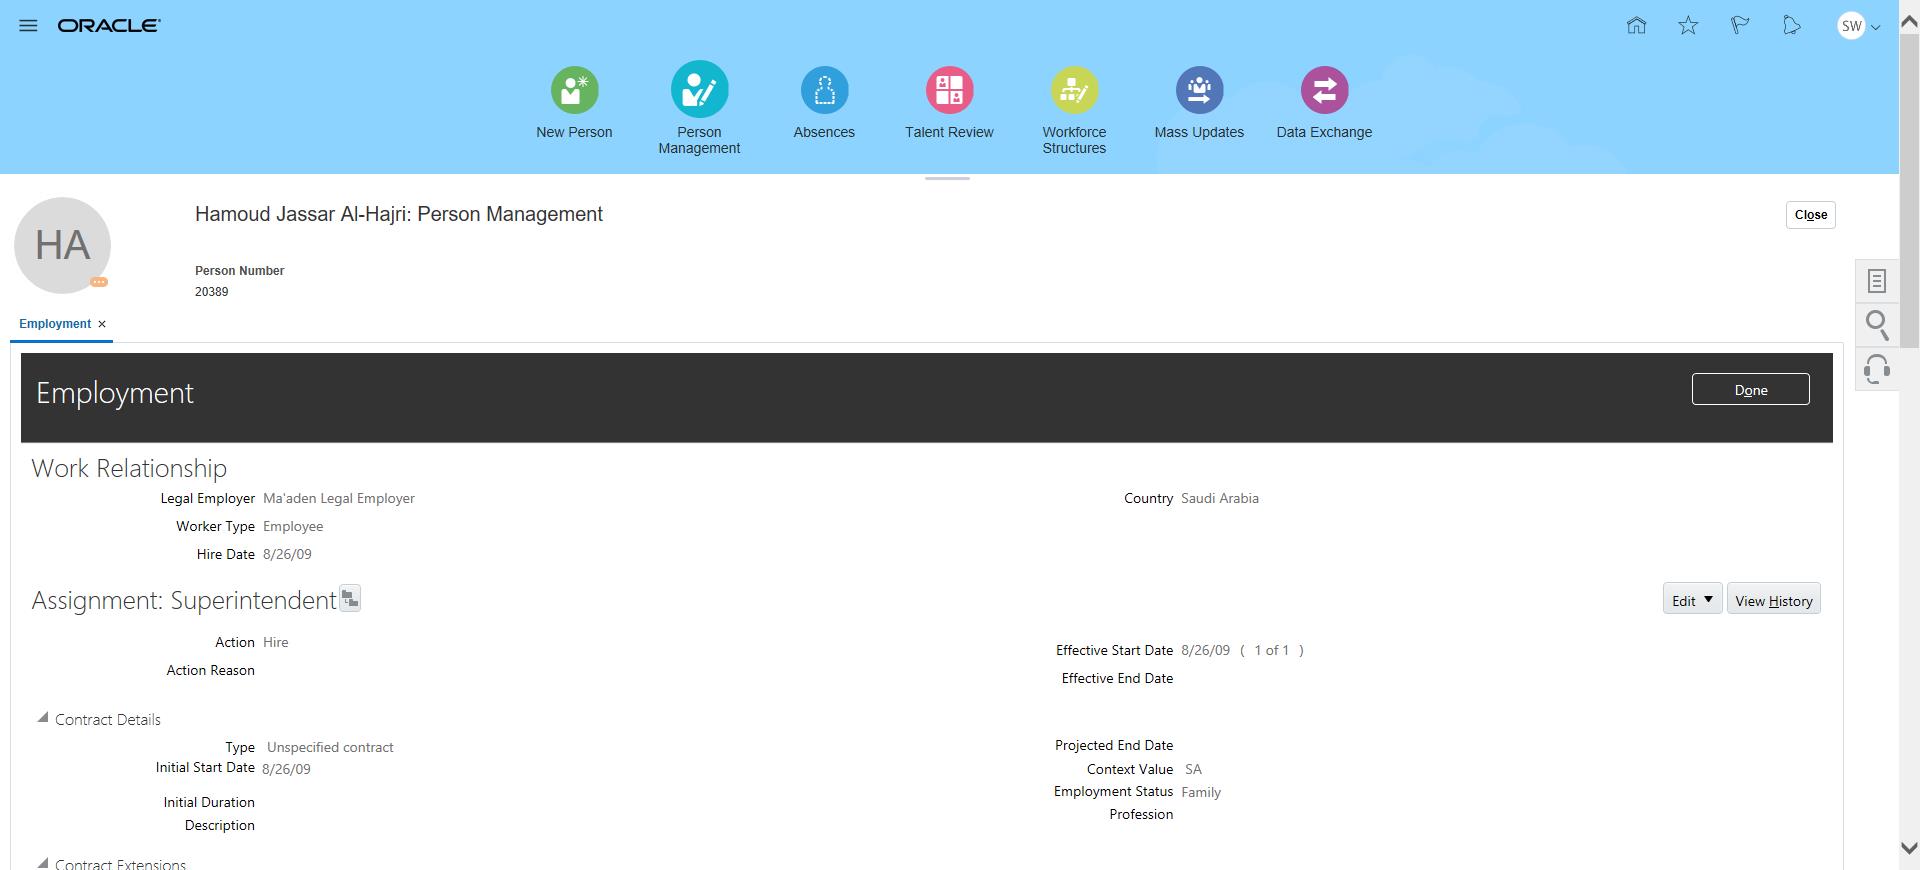 ORACLE
SW
New Person
Person Management
Absences
Talent Review
Workforce Structures
Mass Updates
Data Exchange
HA
Hamoud Jassar Al-Hajri: Person Management
Close
Person Number
20389
Employment
Employment
Done
Work Relationship
Legal Employer Ma'aden Legal Employer
Country Saudi Arabia
Worker Type Employee
Hire Date 8/26/09
Assignment: Superintendent
Edit
View History
Action Hire
Effective Start Date 8/26/09 ( 1 of 1 )
Action Reason
Effective End Date
Contract Details
Type Unspecified contract
Projected End Date
Initial Start Date 8/26/09
Context Value SA
Employment Status Family
Initial Duration
Profession
Description
Contract Extensions